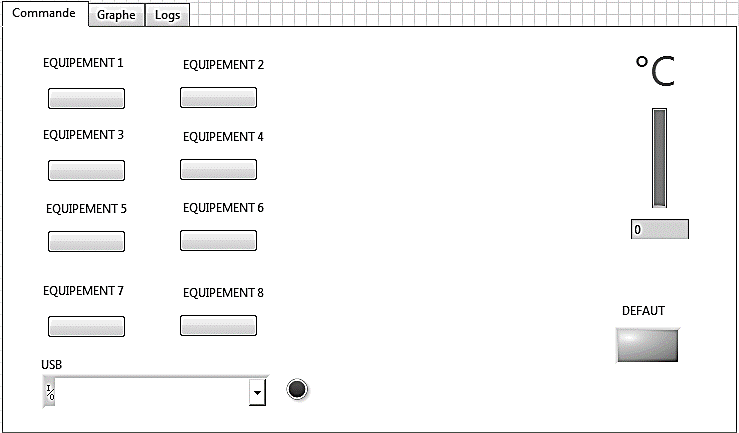 Commande Graphe Logs
EQUIPEMENT 1 EQUIPEMENT 2
°C
EQUIPEMENT 3 EQUIPEMENT 4
EQUIPEMENT 5 EQUIPEMENT 6
0
EQUIPEMENT 7 EQUIPEMENT 8
DEFAUT
USB
I/O